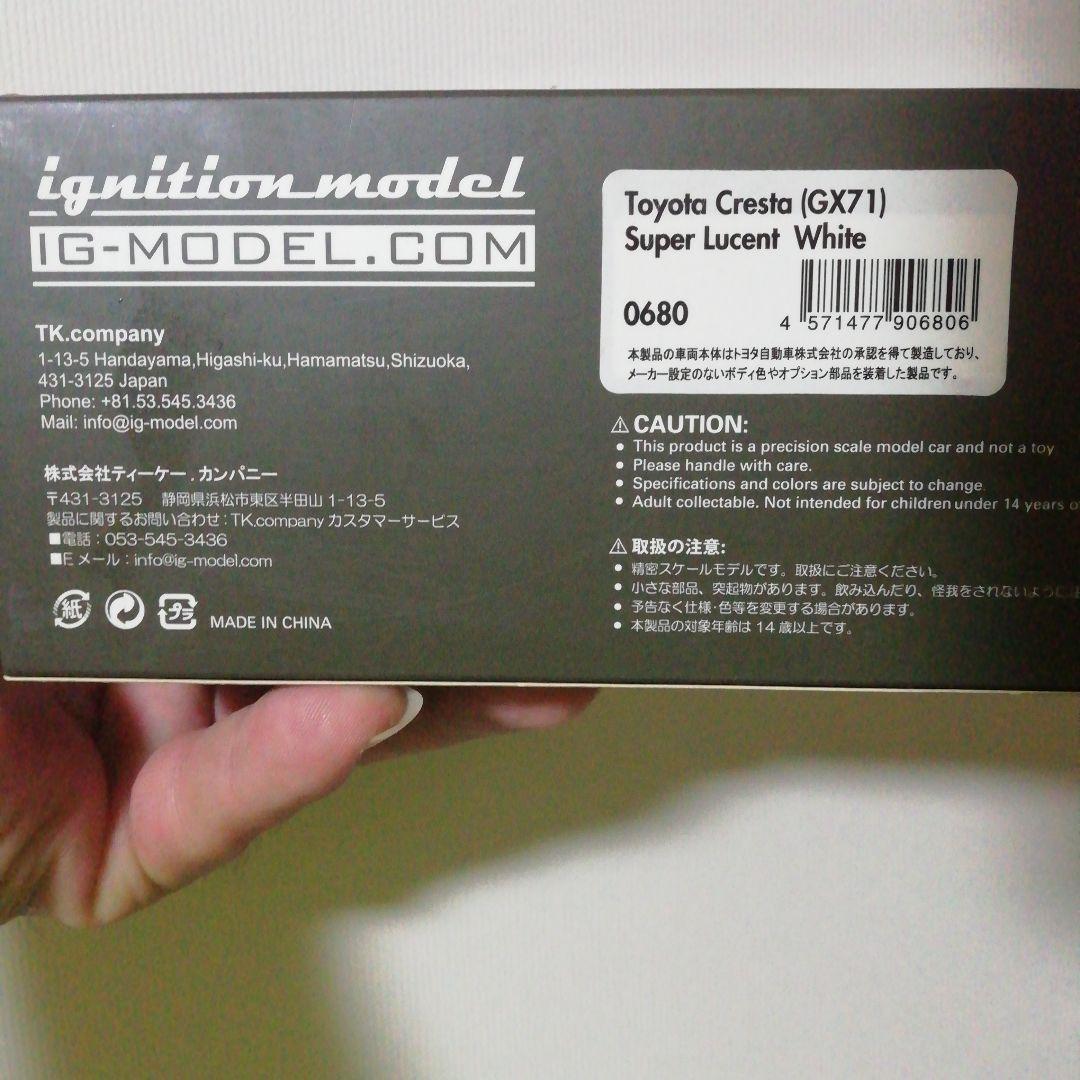 ignition model
IG-MODEL.COM
TK.company
1-13-5 Handayama,Higashi-ku,Hamamatsu,Shizuoka,
431-3125 Japan
Phone: +81.53.545.3436
Mail: info@ig-model.com
株式会社ティーケー.カンパニー
〒431-3125 静岡県浜松市東区半田山 1-13-5
製品に関するお問い合わせ：TK.company カスタマーサービス
■電話：053-545-3436
■E メール：info@ig-model.com
紙
プラ
MADE IN CHINA
Toyota Cresta (GX71)
Super Lucent White
0680
4 571477 906806
本製品の車両本体はトヨタ自動車株式会社の承認を得て製造しており、
メーカー設定のないボディ色やオプション部品を装着した製品です。
⚠ CAUTION:
● This product is a precision scale model car and not a toy
● Please handle with care.
● Specifications and colors are subject to change.
● Adult collectable. Not intended for children under 14 years
⚠ 取扱の注意:
● 精密スケールモデルです。取扱にご注意ください。
● 小さな部品、突起物があります。飲み込んだり、怪我をされないように
● 予告なく仕様・色等を変更する場合があります。
● 本製品の対象年齢は 14 歳以上です。